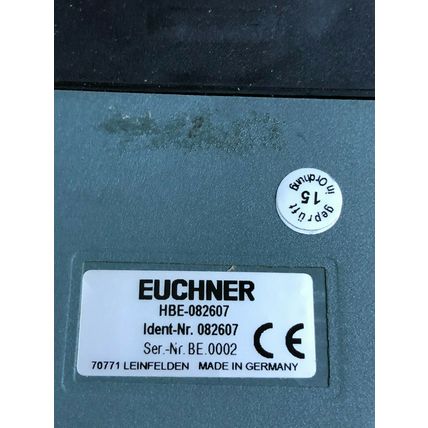 in Ordnung
15
geprüft
EUCHNER
HBE-082607
Ident-Nr. 082607
Ser.-Nr. BE.0002
CE
70771 LEINFELDEN MADE IN GERMANY